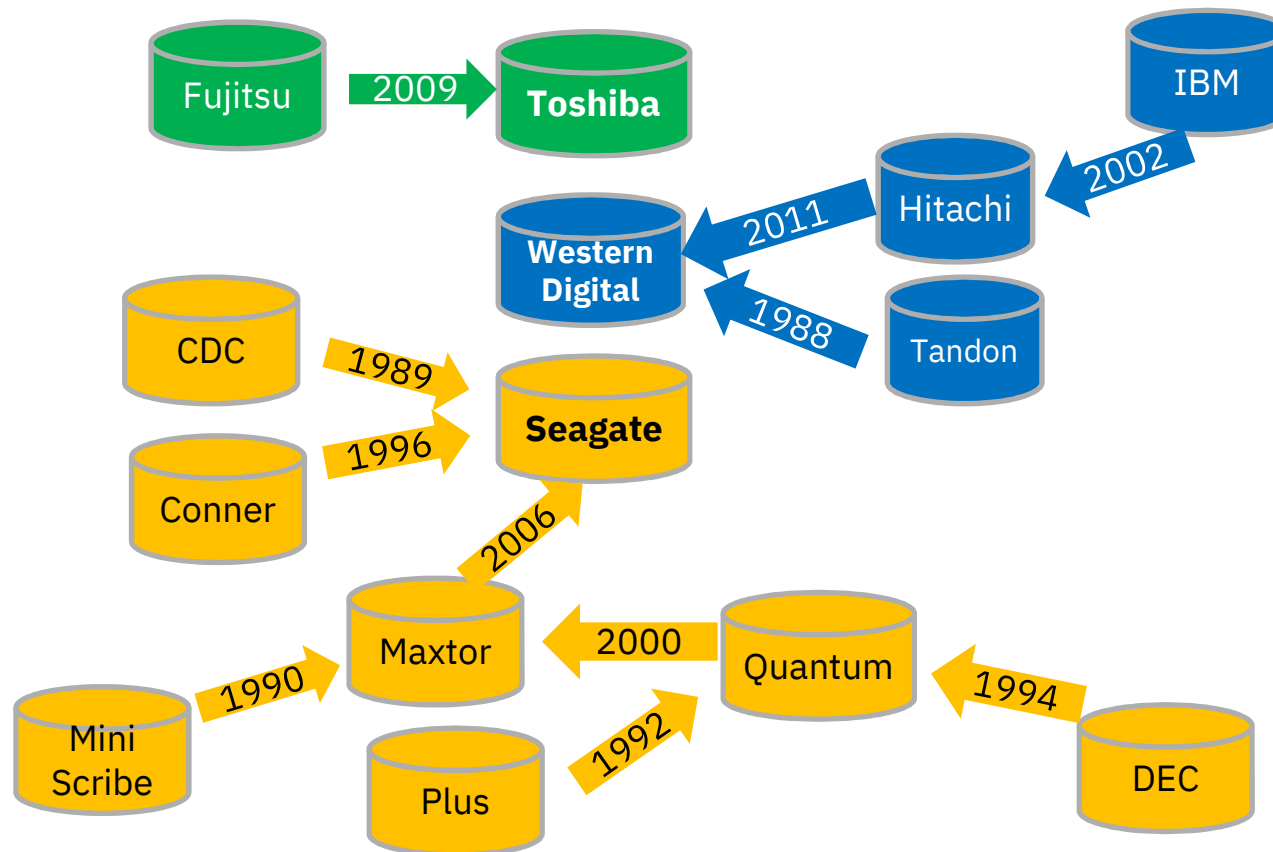 Fujitsu
2009
Toshiba
IBM
2002
Hitachi
2011
Western
Digital
1988
Tandon
CDC
1989
Seagate
1996
Conner
2006
Maxtor
2000
Quantum
1990
1994
Mini
Scribe
1992
Plus
DEC